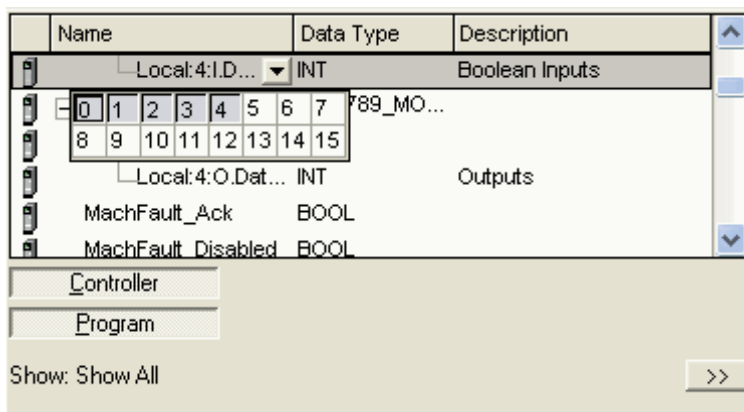 Name Data Type Description
Local:4:I.D... INT Boolean Inputs
0 1 2 3 4 5 6 7 789_MO...
8 9 10 11 12 13 14 15
Local:4:O.Dat... INT Outputs
MachFault_Ack BOOL
MachFault_Disabled BOOL
Controller
Program
Show: Show All >>